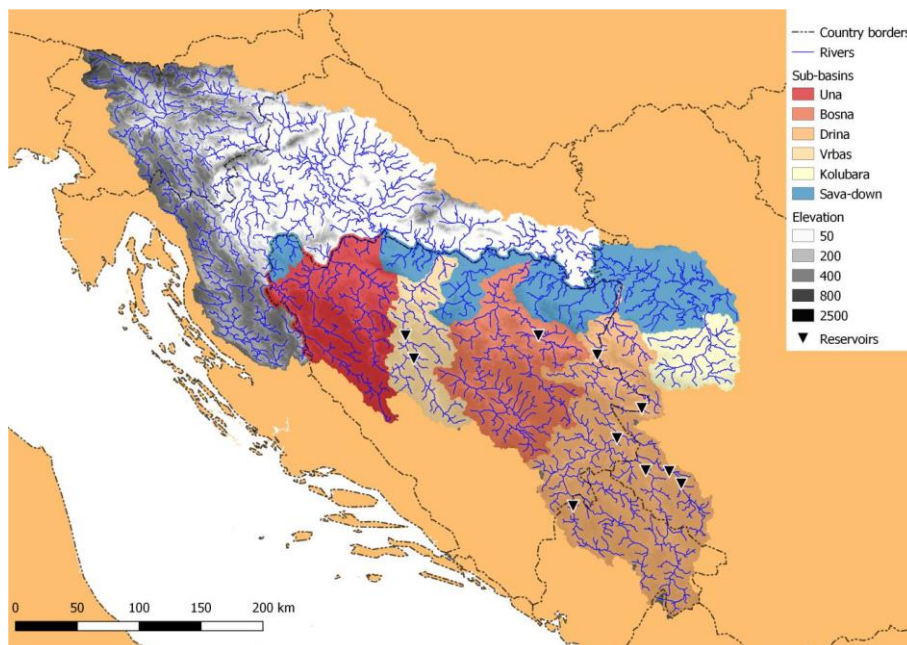 Country borders
Rivers
Sub-basins
Una
Bosna
Drina
Vrbas
Kolubara
Sava-down
Elevation
50
200
400
800
2500
Reservoirs
0 50 100 150 200 km